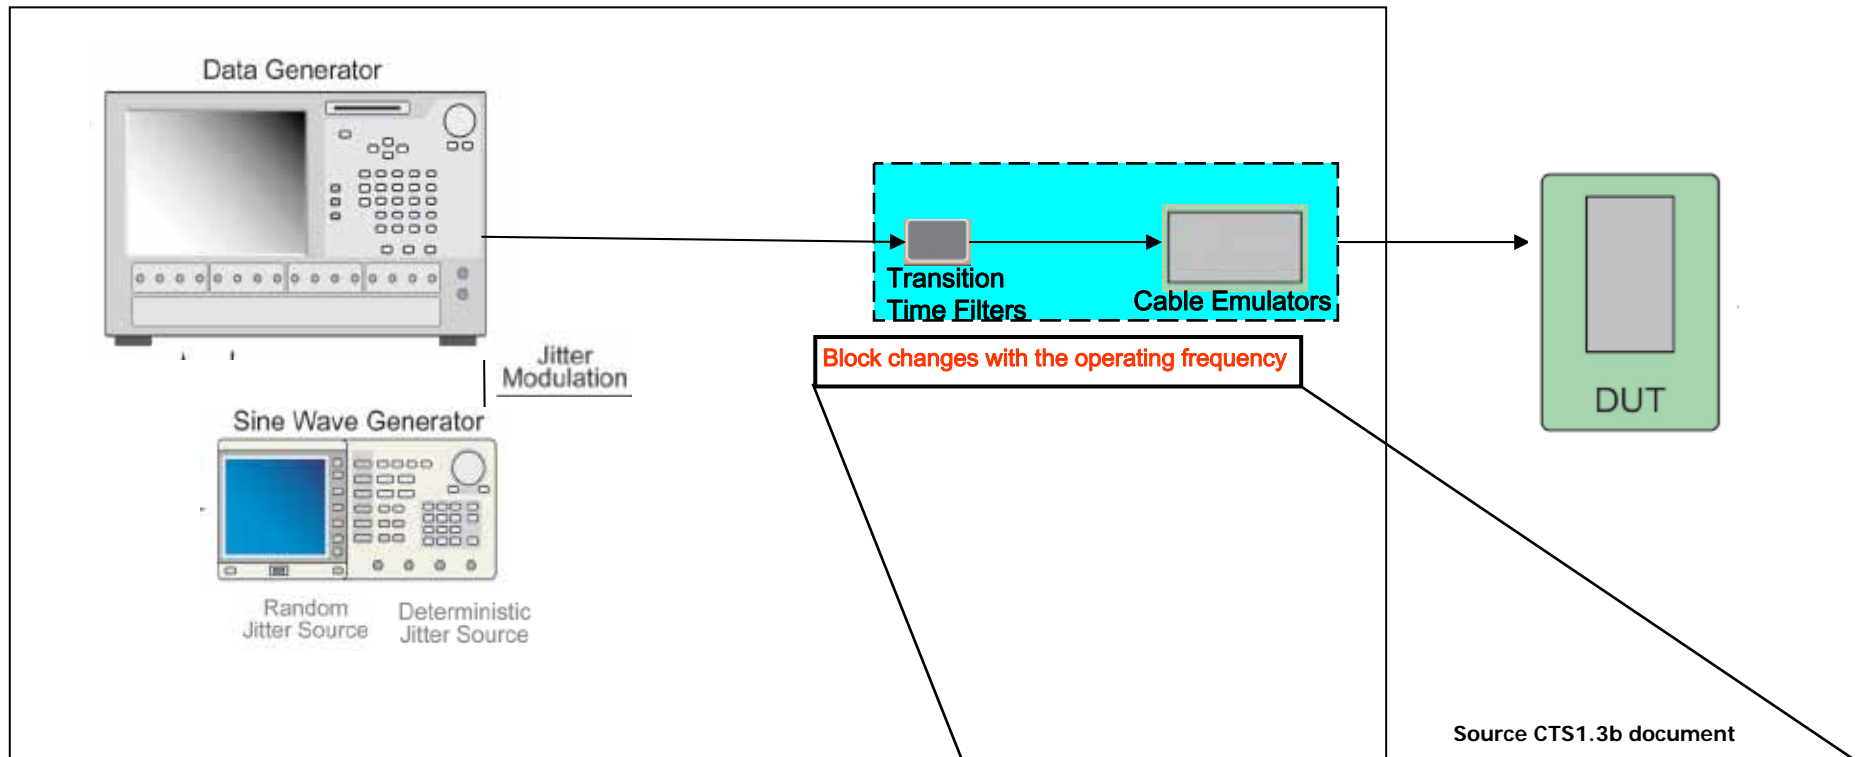 Data Generator
Transition
Time Filters
Cable Emulators
Block changes with the operating frequency
Jitter
Modulation
DUT
Sine Wave Generator
Random
Jitter Source
Deterministic
Jitter Source
Source CTS1.3b document